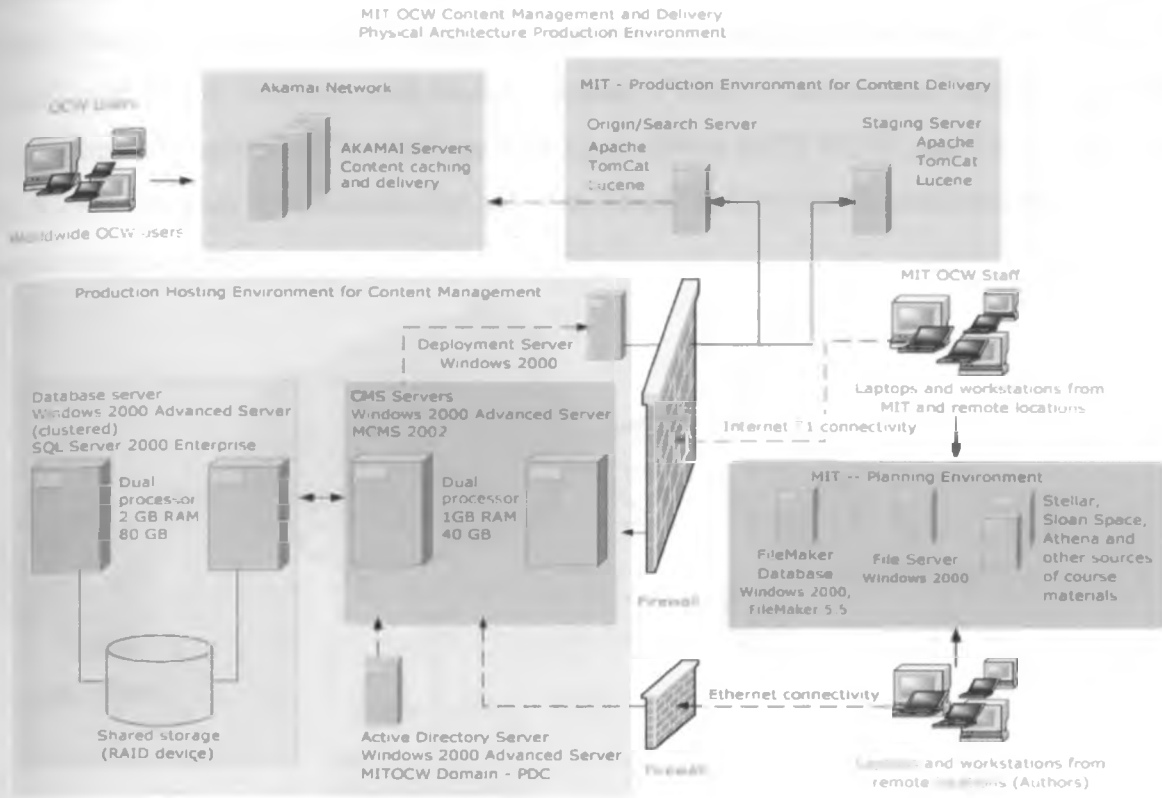 MIT OCW Content Management and Delivery
Physical Architecture Production Environment
OCW Users
Worldwide OCW users
Akamai Network
AKAMAI Servers
Content caching
and delivery
MIT - Production Environment for Content Delivery
Origin/Search Server
Apache
TomCat
Lucene
Staging Server
Apache
TomCat
Lucene
Production Hosting Environment for Content Management
Deployment Server
Windows 2000
Database server
Windows 2000 Advanced Server
(clustered)
SQL Server 2000 Enterprise
Dual
processor
2 GB RAM
80 GB
CMS Servers
Windows 2000 Advanced Server
MCMS 2002
Dual
processor
1GB RAM
40 GB
Shared storage
(RAID device)
Active Directory Server
Windows 2000 Advanced Server
MITOCW Domain - PDC
Firewall
Firewall
MIT OCW Staff
Laptops and workstations from
MIT and remote locations
Internet T1 connectivity
MIT -- Planning Environment
FileMaker
Database
Windows 2000,
FileMaker 5.5
File Server
Windows 2000
Stellar,
Sloan Space,
Athena and
other sources
of course
materials
Ethernet connectivity
Laptops and workstations from
remote locations (Authors)